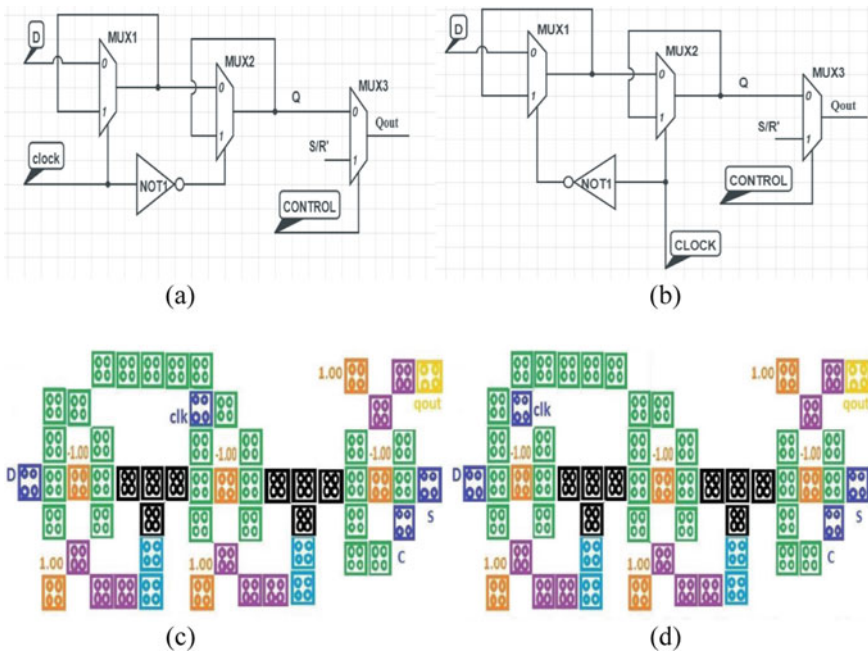 D
MUX1
0
1
MUX2
0
1
Q
MUX3
0
S/R'
1
Qout
clock
NOT1
CONTROL
(a)
D
MUX1
0
1
MUX2
0
1
Q
MUX3
0
S/R'
1
Qout
NOT1
CONTROL
CLOCK
(b)
1.00
qout
clk
-1.00
-1.00
-1.00
D
S
C
1.00
1.00
(c)
1.00
qout
clk
-1.00
-1.00
-1.00
D
S
C
1.00
1.00
(d)